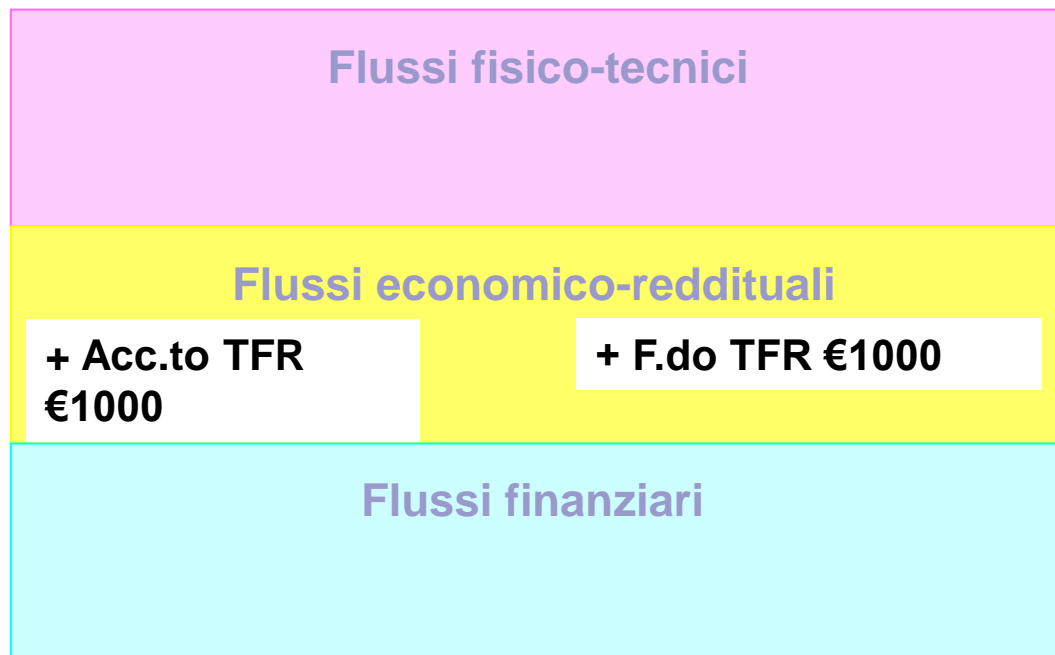 Flussi fisico-tecnici
Flussi economico-reddituali
+ Acc.to TFR
€1000
+ F.do TFR €1000
Flussi finanziari